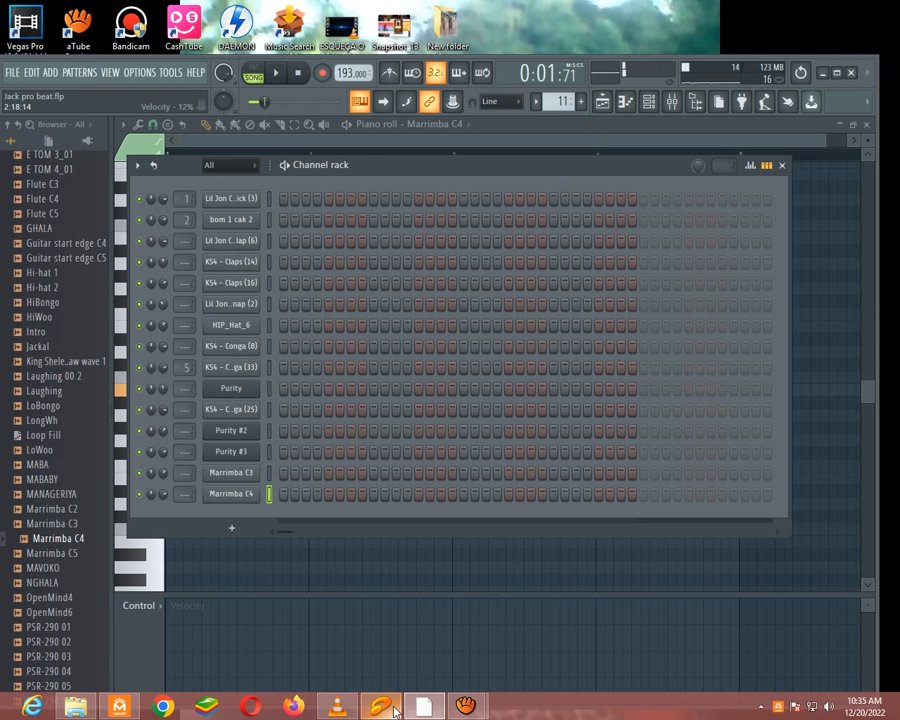 Vegas Pro
aTube
Bandicam
CashTube
DAEMON
Music Search
ESQUEÇA O
Snapshot_13
New folder
FILE EDIT ADD PATTERNS VIEW OPTIONS TOOLS HELP
SONG
193.000
3.2:
0:01:71
M:S:CS
14
123 MB
16
Jack pro beat.flp
2:18:14
Velocity - 12%
Line
11
Browser - All
Piano roll - Marrimba C4
E TOM 3_01
E TOM 4_01
Flute C3
Flute C4
Flute C5
GHALA
Guitar start edge C4
Guitar start edge C5
Hi-hat 1
Hi-hat 2
HiBongo
HiWoo
Intro
Jackal
King Shele..aw wave 1
Laughing 00 2
Laughing
LoBongo
LongWh
Loop Fill
LoWoo
MABA
MABABY
MANAGERIYA
Marrimba C2
Marrimba C3
Marrimba C4
Marrimba C5
MAVOKO
NGHALA
OpenMind4
OpenMind6
PSR-290 01
PSR-290 02
PSR-290 03
PSR-290 04
PSR-290 05
All
Channel rack
1
Lil Jon C..ick (3)
2
bom 1 cak 2
Lil Jon C..lap (6)
KS4 - Claps (14)
KS4 - Claps (16)
Lil Jon..nap (2)
HIP_Hat_6
KS4 - Conga (8)
5
KS4 - C..ga (33)
Purity
KS4 - C..ga (25)
Purity #2
Purity #3
Marrimba C3
Marrimba C4
Control
Velocity
10:35 AM
12/20/2022